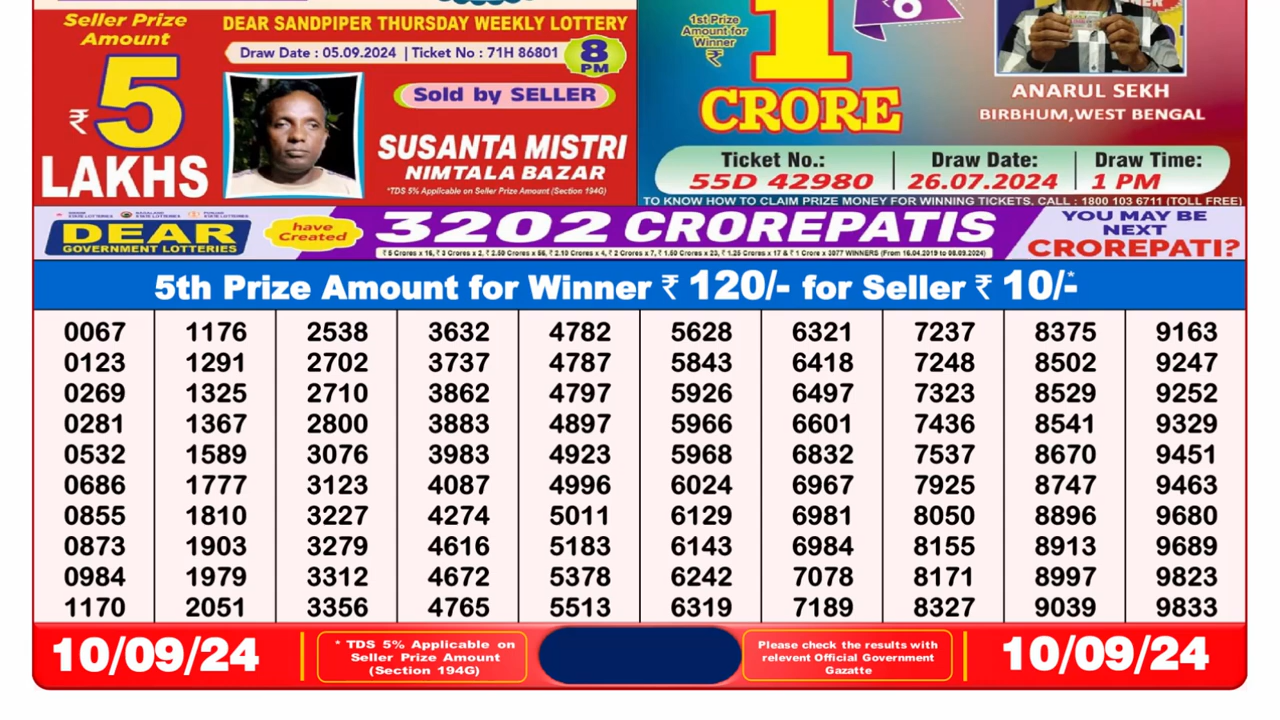 Seller Prize
Amount
₹5
LAKHS
DEAR SANDPIPER THURSDAY WEEKLY LOTTERY
Draw Date : 05.09.2024 | Ticket No : 71H 86801
8
PM
Sold by SELLER
SUSANTA MISTRI
NIMTALA BAZAR
*TDS 5% Applicable on Seller Prize Amount (Section 194G)
1st Prize
Amount for
Winner
₹
1
CRORE
ANARUL SEKH
BIRBHUM,WEST BENGAL
Ticket No.: Draw Date: Draw Time:
55D 42980 26.07.2024 1 PM
TO KNOW HOW TO CLAIM PRIZE MONEY FOR WINNING TICKETS, CALL : 1800 103 6711 (TOLL FREE)
DEAR
GOVERNMENT LOTTERIES
have
Created
3202 CROREPATIS
YOU MAY BE
NEXT
CROREPATI?
5th Prize Amount for Winner ₹ 120/- for Seller ₹ 10/-*
0067 1176 2538 3632 4782 5628 6321 7237 8375 9163
0123 1291 2702 3737 4787 5843 6418 7248 8502 9247
0269 1325 2710 3862 4797 5926 6497 7323 8529 9252
0281 1367 2800 3883 4897 5966 6601 7436 8541 9329
0532 1589 3076 3983 4923 5968 6832 7537 8670 9451
0686 1777 3123 4087 4996 6024 6967 7925 8747 9463
0855 1810 3227 4274 5011 6129 6981 8050 8896 9680
0873 1903 3279 4616 5183 6143 6984 8155 8913 9689
0984 1979 3312 4672 5378 6242 7078 8171 8997 9823
1170 2051 3356 4765 5513 6319 7189 8327 9039 9833
10/09/24
* TDS 5% Applicable on
Seller Prize Amount
(Section 194G)
Please check the results with
relevent Official Government
Gazatte
10/09/24